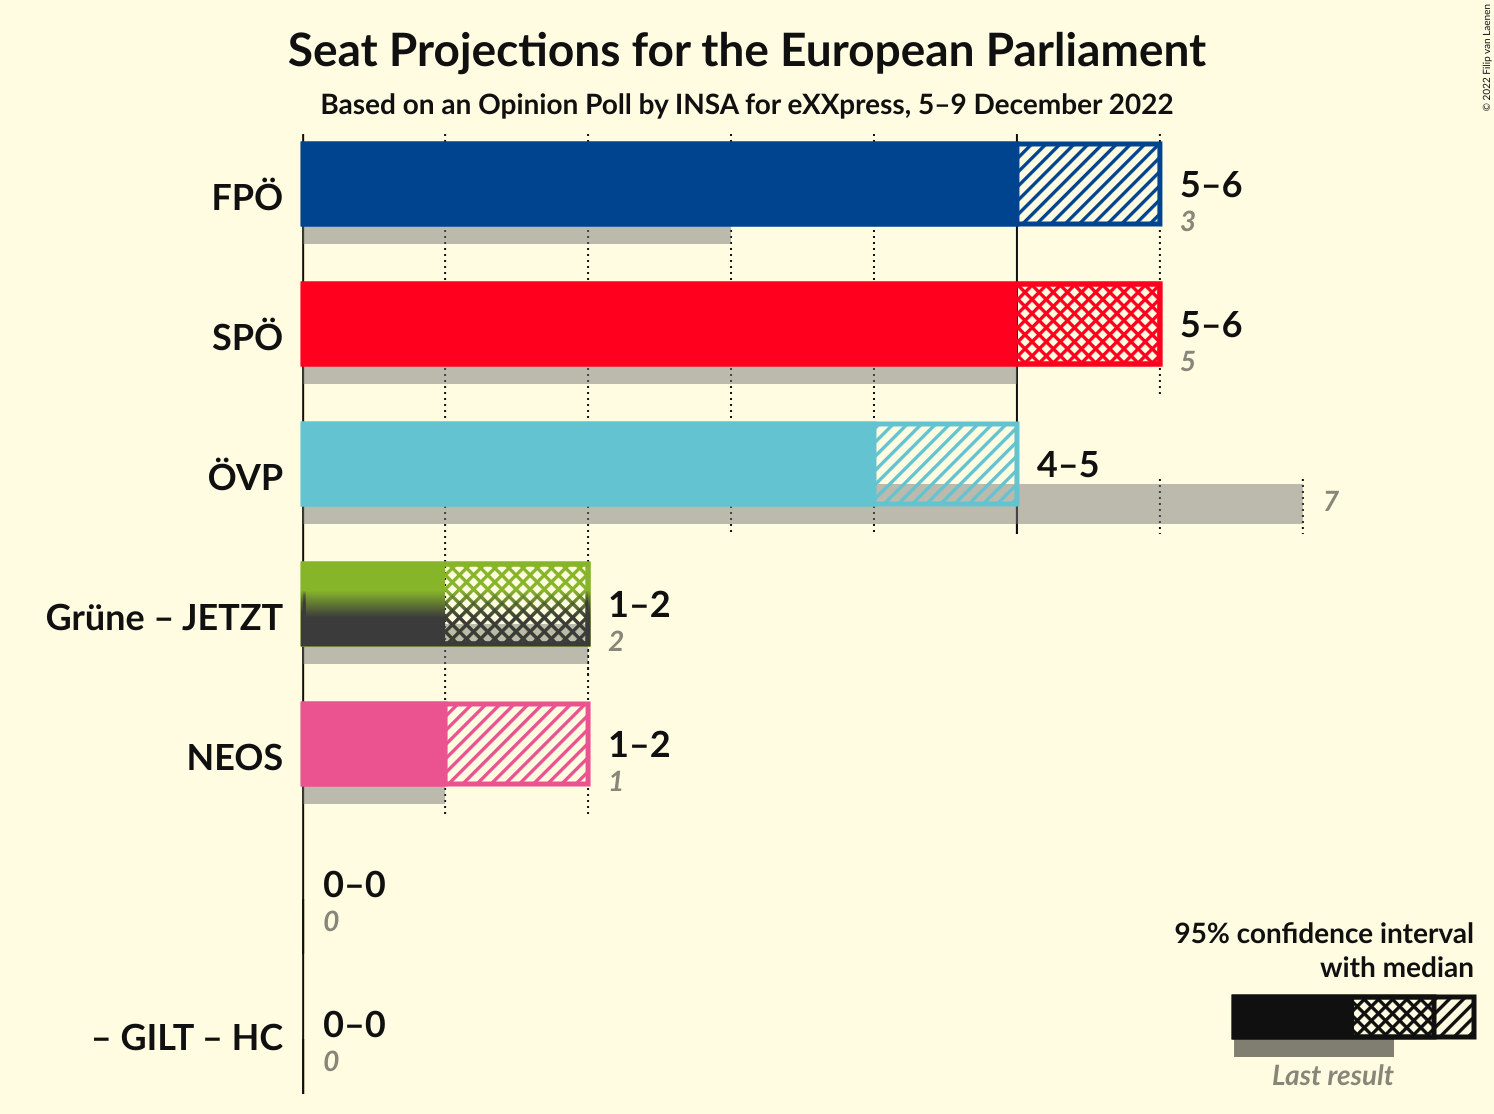 Seat Projections for the European Parliament
Based on an Opinion Poll by INSA for eXXpress, 5–9 December 2022
© 2022 Filip van Laenen
FPÖ
5–6
3
SPÖ
5–6
5
ÖVP
4–5
7
Grüne – JETZT
1–2
2
NEOS
1–2
1
0–0
0
– GILT – HC
0–0
0
95% confidence interval
with median
Last result